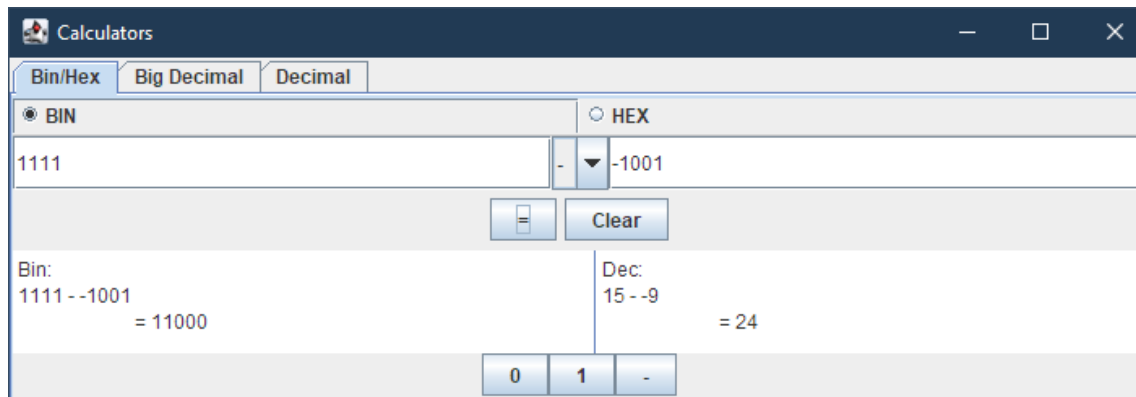 Calculators
Bin/Hex Big Decimal Decimal
BIN HEX
1111 - -1001
= Clear
Bin: Dec:
1111 - -1001 15 - -9
= 11000 = 24
0 1 -